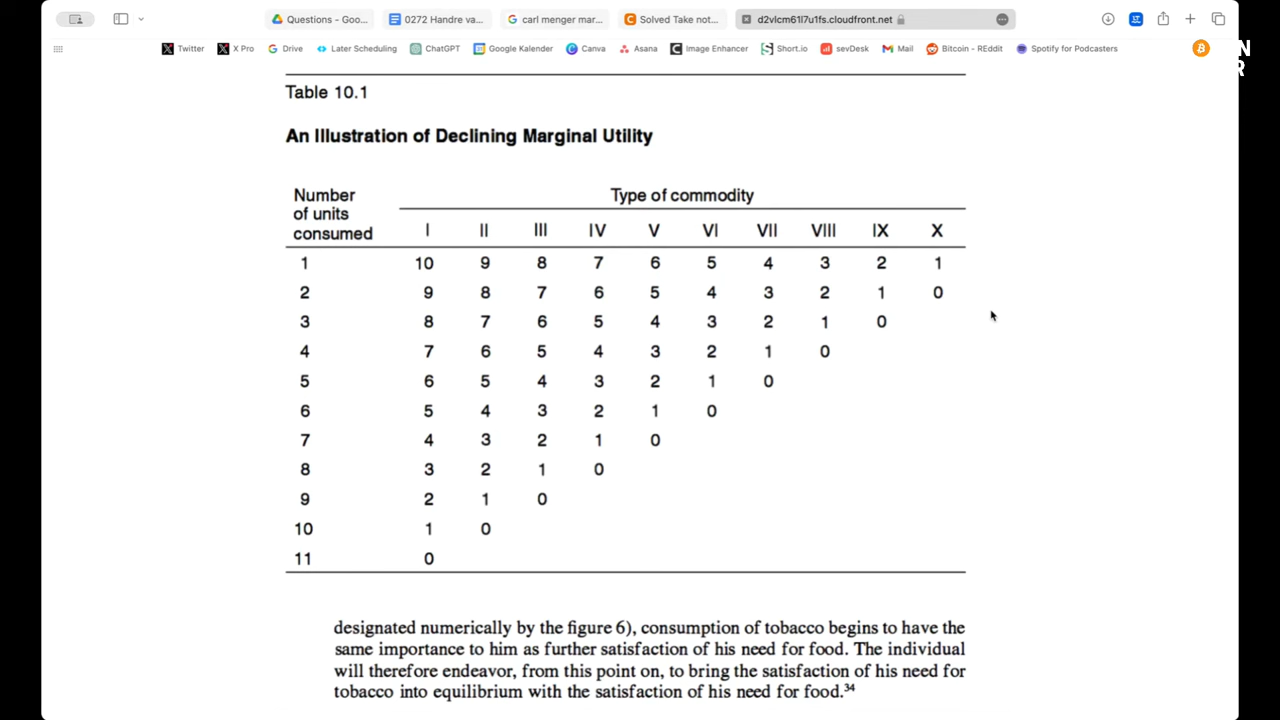 Questions - Goo...
0272 Handre va...
carl menger mar...
Solved Take not...
d2vlcm61l7u1fs.cloudfront.net
Twitter
X Pro
Drive
Later Scheduling
ChatGPT
Google Kalender
Canva
Asana
Image Enhancer
Short.io
sevDesk
Mail
Bitcoin - REddit
Spotify for Podcasters
N
R
Table 10.1
An Illustration of Declining Marginal Utility
Number of units consumed
Type of commodity
I II III IV V VI VII VIII IX X
1 10 9 8 7 6 5 4 3 2 1
2 9 8 7 6 5 4 3 2 1 0
3 8 7 6 5 4 3 2 1 0
4 7 6 5 4 3 2 1 0
5 6 5 4 3 2 1 0
6 5 4 3 2 1 0
7 4 3 2 1 0
8 3 2 1 0
9 2 1 0
10 1 0
11 0
designated numerically by the figure 6), consumption of tobacco begins to have the
same importance to him as further satisfaction of his need for food. The individual
will therefore endeavor, from this point on, to bring the satisfaction of his need for
tobacco into equilibrium with the satisfaction of his need for food.34